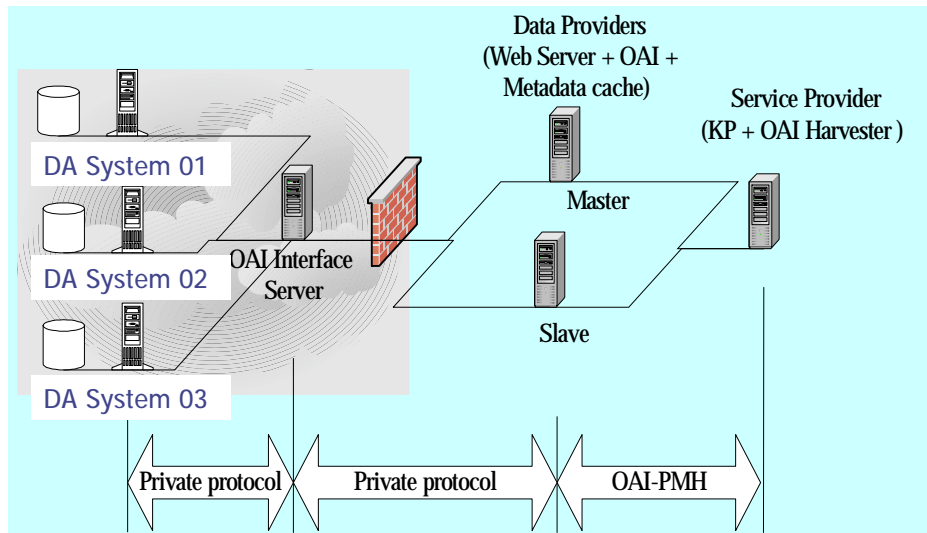 Data Providers
(Web Server + OAI +
Metadata cache)
Service Provider
(KP + OAI Harvester )
DA System 01
Master
DA System 02
OAI Interface
Server
Slave
DA System 03
Private protocol
Private protocol
OAI-PMH